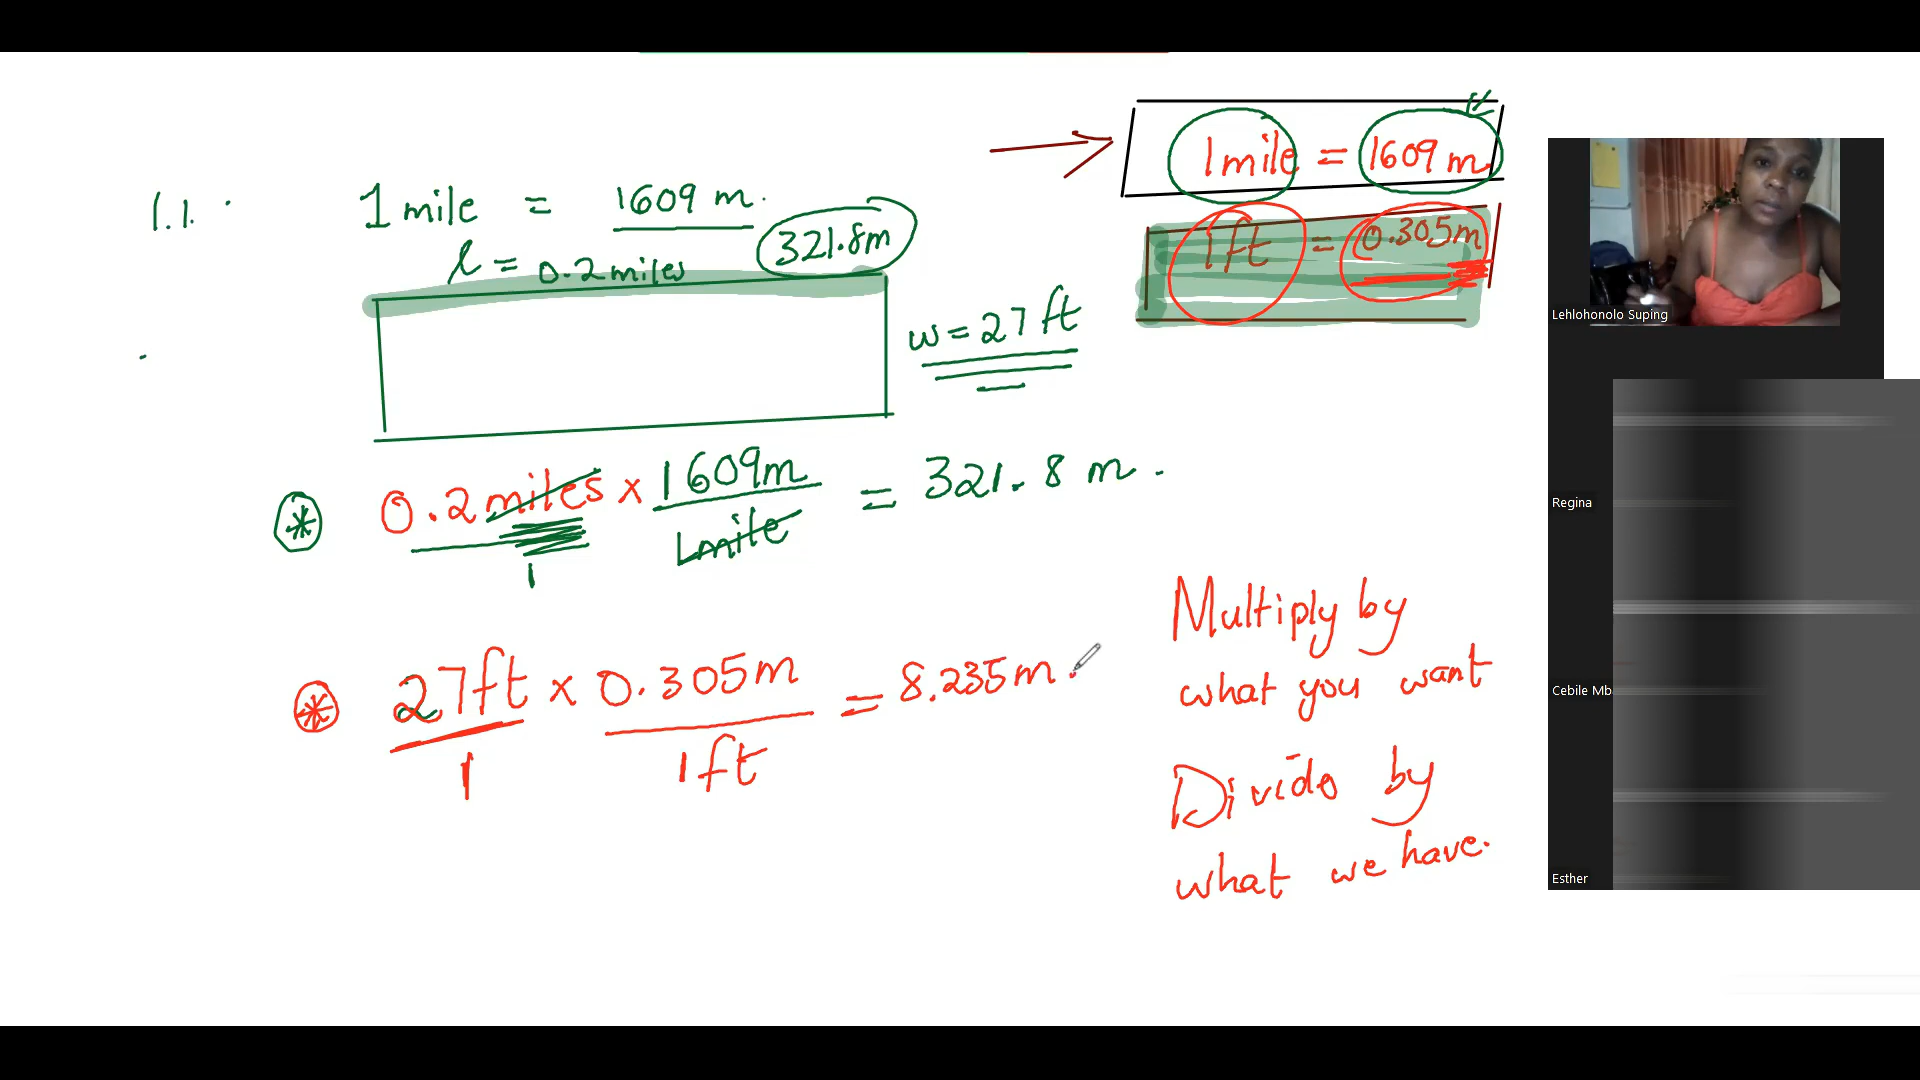 1 mile = 1609 m
1 ft = 0.305m
1.1.
1 mile = 1609 m.
l = 0.2 miles
321.8m
w = 27 ft
0.2 miles x 1609m = 321.8 m.
1 1mile
27ft x 0.305m = 8.235m.
1 1ft
Multiply by
what you want
Divide by
what we have.
Lehlohonolo Suping
Regina
Cebile Mb
Esther